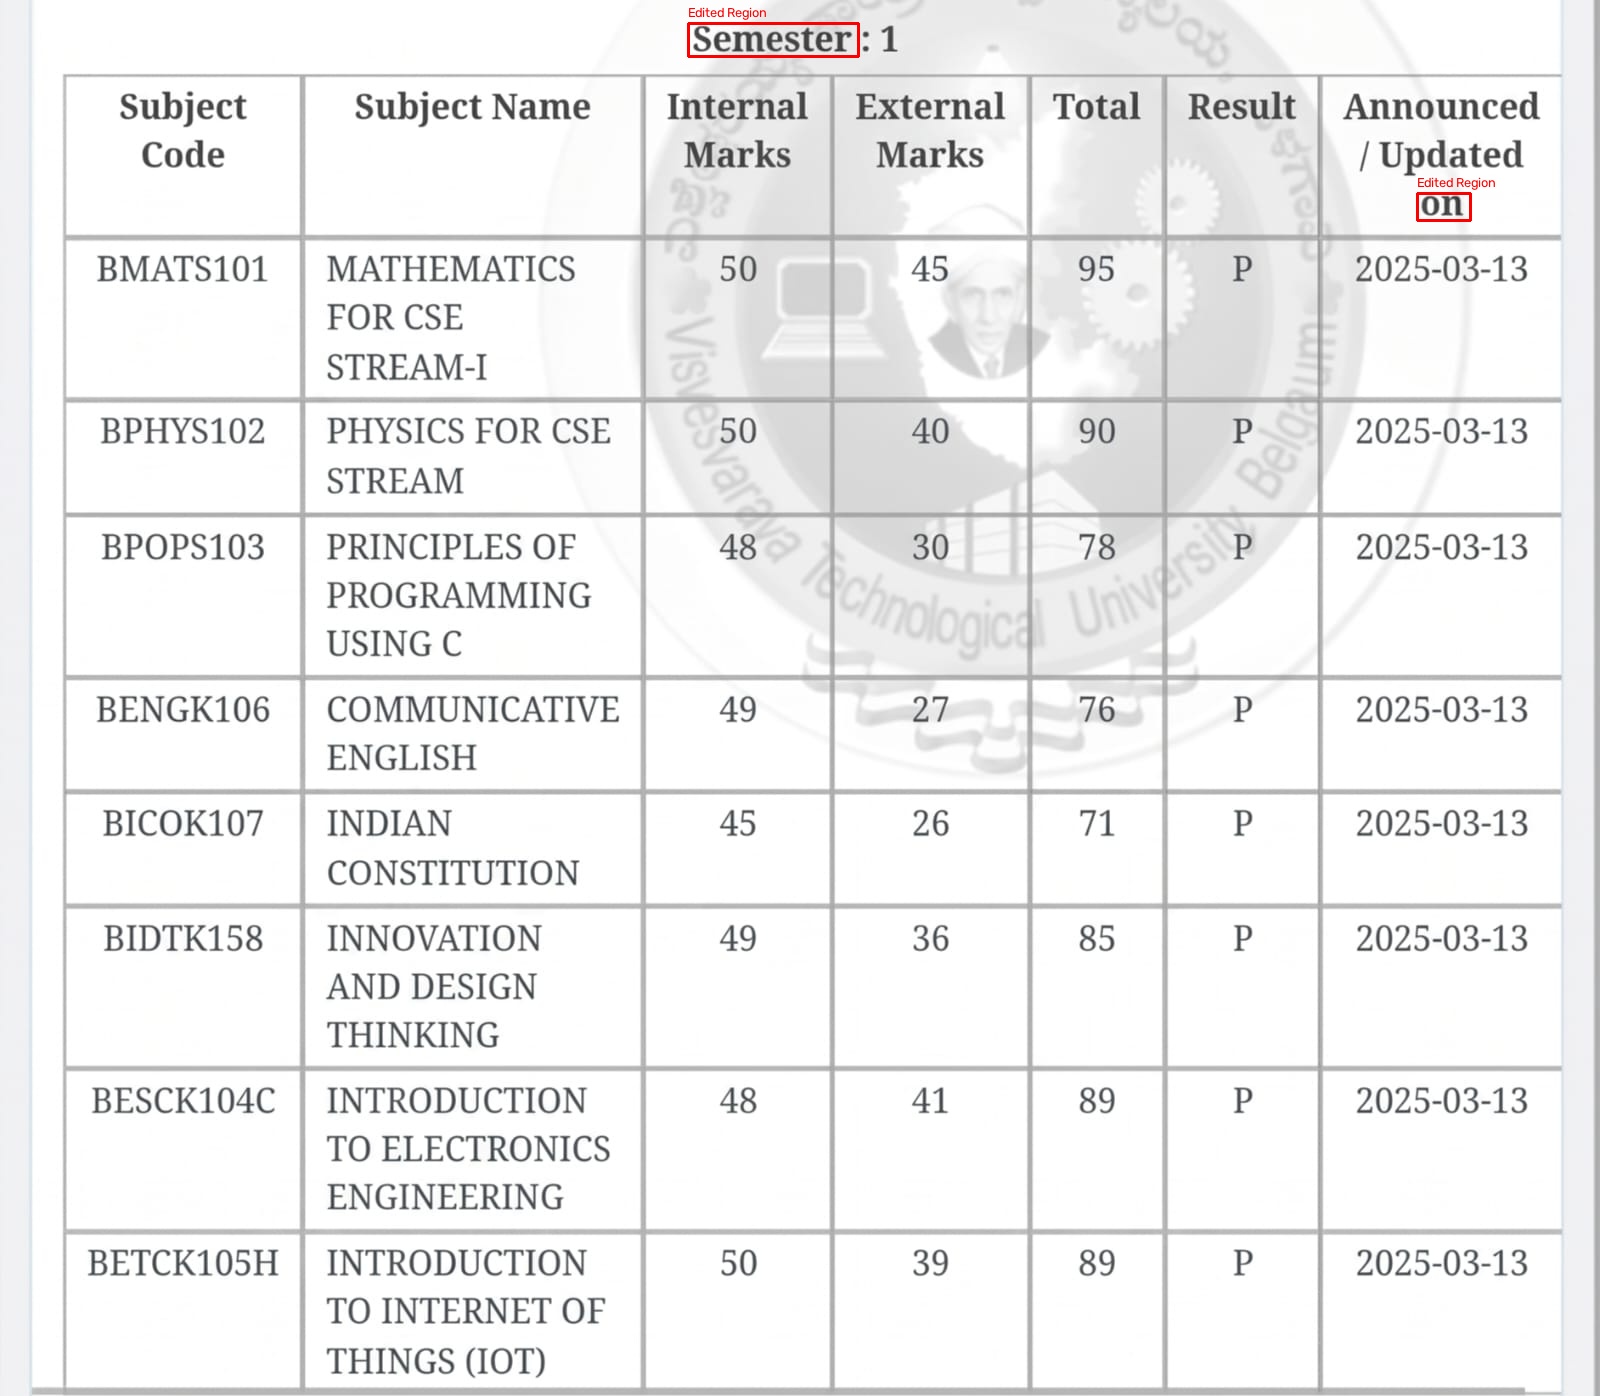 Edited Region
Semester : 1
Subject Code
Subject Name
Internal Marks
External Marks
Total
Result
Announced / Updated
Edited Region
on
BMATS101
MATHEMATICS FOR CSE STREAM-I
50
45
95
P
2025-03-13
BPHYS102
PHYSICS FOR CSE STREAM
50
40
90
P
2025-03-13
BPOPS103
PRINCIPLES OF PROGRAMMING USING C
48
30
78
P
2025-03-13
BENGK106
COMMUNICATIVE ENGLISH
49
27
76
P
2025-03-13
BICOK107
INDIAN CONSTITUTION
45
26
71
P
2025-03-13
BIDTK158
INNOVATION AND DESIGN THINKING
49
36
85
P
2025-03-13
BESCK104C
INTRODUCTION TO ELECTRONICS ENGINEERING
48
41
89
P
2025-03-13
BETCK105H
INTRODUCTION TO INTERNET OF THINGS (IOT)
50
39
89
P
2025-03-13
Visvesvaraya Technological University Belgaum